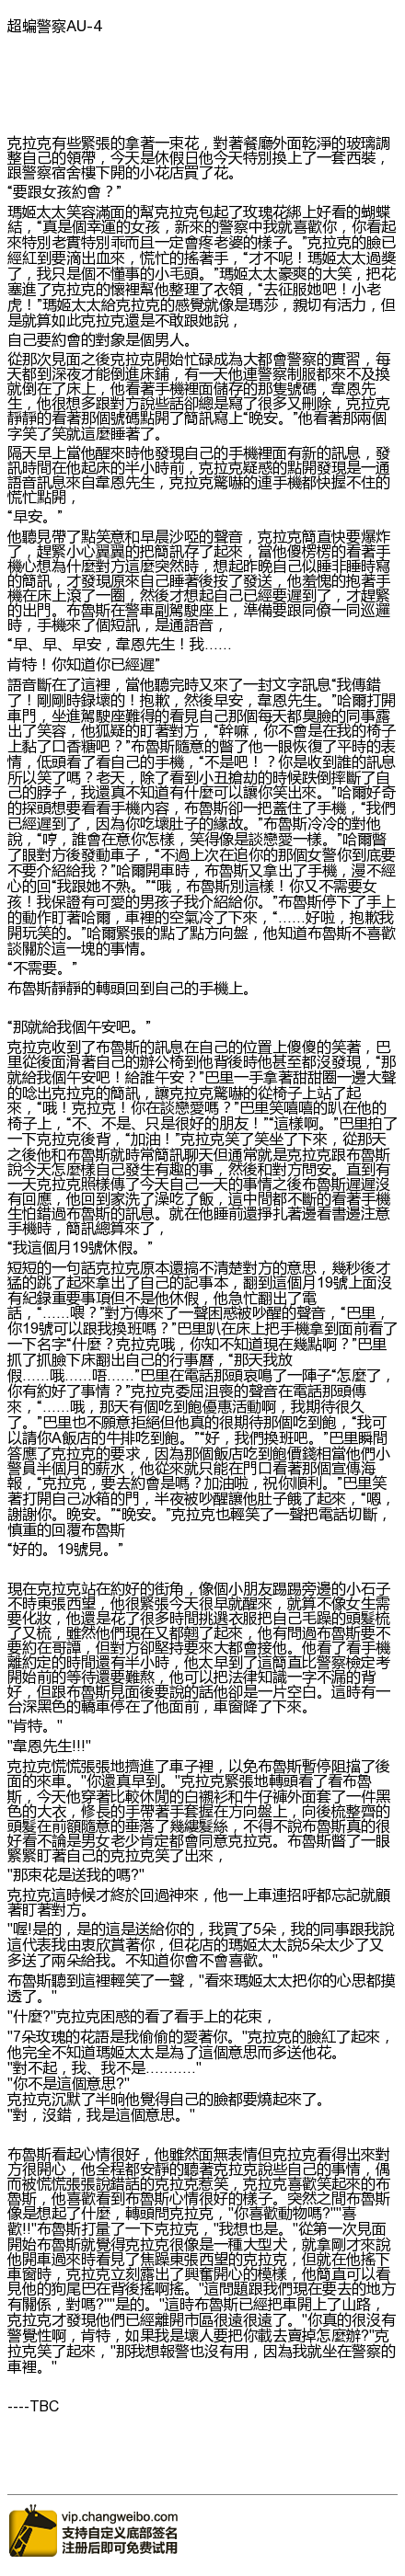 超蝙警察AU-4
克拉克有些緊張的拿著一束花，對著餐廳外面乾淨的玻璃調
整自己的領帶，今天是休假日他今天特別換上了一套西裝，
跟警察宿舍樓下開的小花店買了花。
“要跟女孩約會？”
瑪姬太太笑容滿面的幫克拉克包起了玫瑰花綁上好看的蝴蝶
結，“真是個幸運的女孩，新來的警察中我就喜歡你，你看起
來特別老實特別乖而且一定會疼老婆的樣子。”克拉克的臉已
經紅到要滴出血來，慌忙的搖著手，“才不呢！瑪姬太太過獎
了，我只是個不懂事的小毛頭。”瑪姬太太豪爽的大笑，把花
塞進了克拉克的懷裡幫他整理了衣領，“去征服她吧！小老
虎！”瑪姬太太給克拉克的感覺就像是瑪莎，親切有活力，但
是就算如此克拉克還是不敢跟她說，
自己要約會的對象是個男人。
從那次見面之後克拉克開始忙碌成為大都會警察的實習，每
天都到深夜才能倒進床鋪，有一天他連警察制服都來不及換
就倒在了床上，他看著手機裡面儲存的那隻號碼，韋恩先
生，他很想多跟對方說些話卻總是寫了很多又刪除，克拉克
靜靜的看著那個號碼點開了簡訊寫上“晚安。”他看著那兩個
字笑了笑就這麼睡著了。
隔天早上當他醒來時他發現自己的手機裡面有新的訊息，發
訊時間在他起床的半小時前，克拉克疑惑的點開發現是一通
語音訊息來自韋恩先生，克拉克驚嚇的連手機都快握不住的
慌忙點開，
“早安。”
他聽見帶了點笑意和早晨沙啞的聲音，克拉克簡直快要爆炸
了，趕緊小心翼翼的把簡訊存了起來，當他傻楞楞的看著手
機心想為什麼對方這麼突然時，想起昨晚自己似睡非睡時寫
的簡訊，才發現原來自己睡著後按了發送，他羞愧的抱著手
機在床上滾了一圈，然後才想起自己已經要遲到了，才趕緊
的出門。布魯斯在警車副駕駛座上，準備要跟同僚一同巡邏
時，手機來了個短訊，是通語音，
“早、早、早安，韋恩先生！我……
肯特！你知道你已經遲”
語音斷在了這裡，當他聽完時又來了一封文字訊息“我傳錯
了！剛剛時錄壞的！抱歉，然後早安，韋恩先生。”哈爾打開
車門，坐進駕駛座難得的看見自己那個每天都臭臉的同事露
出了笑容，他狐疑的盯著對方，“幹嘛，你不會是在我的椅子
上黏了口香糖吧？”布魯斯隨意的瞥了他一眼恢復了平時的表
情，低頭看了看自己的手機，“不是吧！？你是收到誰的訊息
所以笑了嗎？老天，除了看到小丑搶劫的時候跌倒摔斷了自
己的脖子，我還真不知道有什麼可以讓你笑出來。”哈爾好奇
的探頭想要看看手機內容，布魯斯卻一把蓋住了手機，“我們
已經遲到了，因為你吃壞肚子的緣故。”布魯斯冷冷的對他
說，“哼，誰會在意你怎樣，笑得像是談戀愛一樣。”哈爾瞥
了眼對方後發動車子，“不過上次在追你的那個女警你到底要
不要介紹給我？”哈爾開車時，布魯斯又拿出了手機，漫不經
心的回“我跟她不熟。”“哦，布魯斯別這樣！你又不需要女
孩！我保證有可愛的男孩子我介紹給你。”布魯斯停下了手上
的動作盯著哈爾，車裡的空氣冷了下來，“……好啦，抱歉我
開玩笑的。”哈爾緊張的點了點方向盤，他知道布魯斯不喜歡
談關於這一塊的事情。
“不需要。”
布魯斯靜靜的轉頭回到自己的手機上。
“那就給我個午安吧。”
克拉克收到了布魯斯的訊息在自己的位置上傻傻的笑著，巴
里從後面滑著自己的辦公椅到他背後時他甚至都沒發現，“那
就給我個午安吧！給誰午安？”巴里一手拿著甜甜圈一邊大聲
的唸出克拉克的簡訊，讓克拉克驚嚇的從椅子上站了起
來，“哦！克拉克！你在談戀愛嗎？”巴里笑嘻嘻的趴在他的
椅子上，“不、不是、只是很好的朋友！”“這樣啊。”巴里拍了
一下克拉克後背，“加油！”克拉克笑了笑坐了下來，從那天
之後他和布魯斯就時常簡訊聊天但通常就是克拉克跟布魯斯
說今天怎麼樣自己發生有趣的事，然後和對方問安。直到有
一天克拉克照樣傳了今天自己一天的事情之後布魯斯遲遲沒
有回應，他回到家洗了澡吃了飯，這中間都不斷的看著手機
生怕錯過布魯斯的訊息。就在他睡前還掙扎著邊看書邊注意
手機時，簡訊總算來了，
“我這個月19號休假。”
短短的一句話克拉克原本還搞不清楚對方的意思，幾秒後才
猛的跳了起來拿出了自己的記事本，翻到這個月19號上面沒
有紀錄重要事項但不是他休假，他急忙翻出了電
話，“……喂？”對方傳來了一聲困惑被吵醒的聲音，“巴里，
你19號可以跟我換班嗎？”巴里趴在床上把手機拿到面前看了
一下名字“什麼？克拉克哦，你知不知道現在幾點啊？”巴里
抓了抓臉下床翻出自己的行事曆，“那天我放
假……哦……唔……”巴里在電話那頭哀鳴了一陣子“怎麼了，
你有約好了事情？”克拉克委屈沮喪的聲音在電話那頭傳
來，“……哦，那天有個吃到飽優惠活動啊，我期待很久
了。”巴里也不願意拒絕但他真的很期待那個吃到飽，“我可
以請你A飯店的牛排吃到飽。”“好，我們換班吧。”巴里瞬間
答應了克拉克的要求，因為那個飯店吃到飽價錢相當他們小
警員半個月的薪水，他從來就只能在門口看著那個宣傳海
報，“克拉克，要去約會是嗎？加油啦，祝你順利。”巴里笑
著打開自己冰箱的門，半夜被吵醒讓他肚子餓了起來，“嗯，
謝謝你。晚安。”“晚安。”克拉克也輕笑了一聲把電話切斷，
慎重的回覆布魯斯
“好的。19號見。”
現在克拉克站在約好的街角，像個小朋友踢踢旁邊的小石子
不時東張西望，他很緊張今天很早就醒來，就算不像女生需
要化妝，他還是花了很多時間挑選衣服把自己毛躁的頭髮梳
了又梳，雖然他們現在又都翹了起來，他有問過布魯斯要不
要約在哥譚，但對方卻堅持要來大都會接他。他看了看手機
離約定的時間還有半小時，他太早到了這簡直比警察檢定考
開始前的等待還要難熬，他可以把法律知識一字不漏的背
好，但跟布魯斯見面後要說的話他卻是一片空白。這時有一
台深黑色的轎車停在了他面前，車窗降了下來。
"肯特。"
"韋恩先生!!!"
克拉克慌慌張張地擠進了車子裡，以免布魯斯暫停阻擋了後
面的來車。"你還真早到。"克拉克緊張地轉頭看了看布魯
斯，今天他穿著比較休閒的白襯衫和牛仔褲外面套了一件黑
色的大衣，修長的手帶著手套握在方向盤上，向後梳整齊的
頭髮在前額隨意的垂落了幾縷髮絲，不得不說布魯斯真的很
好看不論是男女老少肯定都會同意克拉克。布魯斯瞥了一眼
緊緊盯著自己的克拉克笑了出來，
"那束花是送我的嗎?"
克拉克這時候才終於回過神來，他一上車連招呼都忘記就顧
著盯著對方。
"喔!是的，是的這是送給你的，我買了5朵，我的同事跟我說
這代表我由衷欣賞著你，但花店的瑪姬太太說5朵太少了又
多送了兩朵給我。不知道你會不會喜歡。"
布魯斯聽到這裡輕笑了一聲，"看來瑪姬太太把你的心思都摸
透了。"
"什麼?"克拉克困惑的看了看手上的花束，
"7朵玫瑰的花語是我偷偷的愛著你。"克拉克的臉紅了起來，
他完全不知道瑪姬太太是為了這個意思而多送他花。
"對不起，我、我不是..........."
"你不是這個意思?"
克拉克沉默了半晌他覺得自己的臉都要燒起來了。
"對，沒錯，我是這個意思。"
布魯斯看起心情很好，他雖然面無表情但克拉克看得出來對
方很開心，他全程都安靜的聽著克拉克說些自己的事情，偶
而被慌慌張張說錯話的克拉克惹笑，克拉克喜歡笑起來的布
魯斯，他喜歡看到布魯斯心情很好的樣子。突然之間布魯斯
像是想起了什麼，轉頭問克拉克，"你喜歡動物嗎?""喜
歡!!"布魯斯打量了一下克拉克，"我想也是。"從第一次見面
開始布魯斯就覺得克拉克很像是一種大型犬，就拿剛才來說
他開車過來時看見了焦躁東張西望的克拉克，但就在他搖下
車窗時，克拉克立刻露出了興奮開心的模樣，他簡直可以看
見他的狗尾巴在背後搖啊搖。"這問題跟我們現在要去的地方
有關係，對嗎?""是的。"這時布魯斯已經把車開上了山路，
克拉克才發現他們已經離開市區很遠很遠了。"你真的很沒有
警覺性啊，肯特，如果我是壞人要把你載去賣掉怎麼辦?"克
拉克笑了起來，"那我想報警也沒有用，因為我就坐在警察的
車裡。"
----TBC
vip.changweibo.com
支持自定义底部签名
注册后即可免费试用